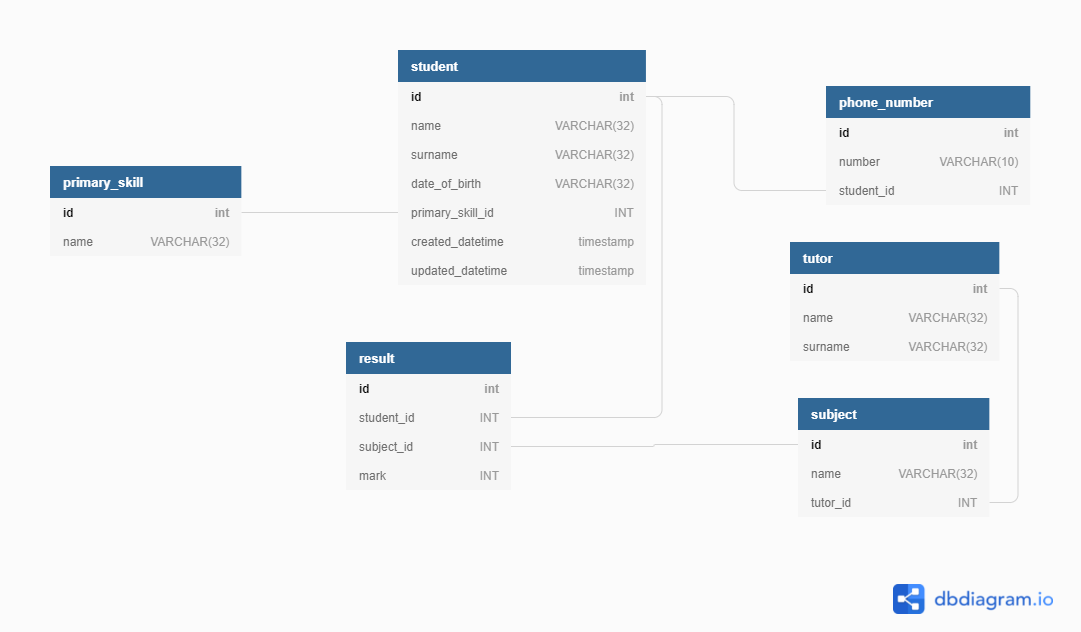 student
id int
name VARCHAR(32)
surname VARCHAR(32)
date_of_birth VARCHAR(32)
primary_skill_id INT
created_datetime timestamp
updated_datetime timestamp
phone_number
id int
number VARCHAR(10)
student_id INT
primary_skill
id int
name VARCHAR(32)
tutor
id int
name VARCHAR(32)
surname VARCHAR(32)
result
id int
student_id INT
subject_id INT
mark INT
subject
id int
name VARCHAR(32)
tutor_id INT
dbdiagram.io